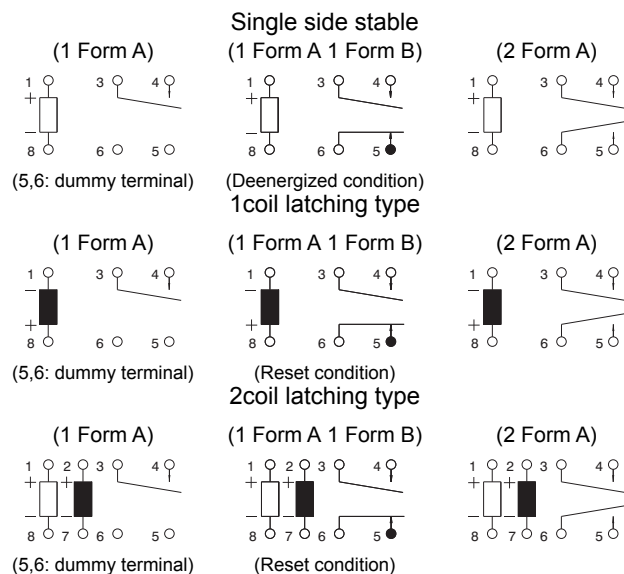 Single side stable
(1 Form A) (1 Form A 1 Form B) (2 Form A)
1 3 4 1 3 4 1 3 4
+ + +
– – –
8 6 5 8 6 5 8 6 5
(5,6: dummy terminal) (Deenergized condition)
1coil latching type
(1 Form A) (1 Form A 1 Form B) (2 Form A)
1 3 4 1 3 4 1 3 4
– – –
+ + +
8 6 5 8 6 5 8 6 5
(5,6: dummy terminal) (Reset condition)
2coil latching type
(1 Form A) (1 Form A 1 Form B) (2 Form A)
1 2 3 4 1 2 3 4 1 2 3 4
+ + + + + +
– – – – – –
8 7 6 5 8 7 6 5 8 7 6 5
(5,6: dummy terminal) (Reset condition)